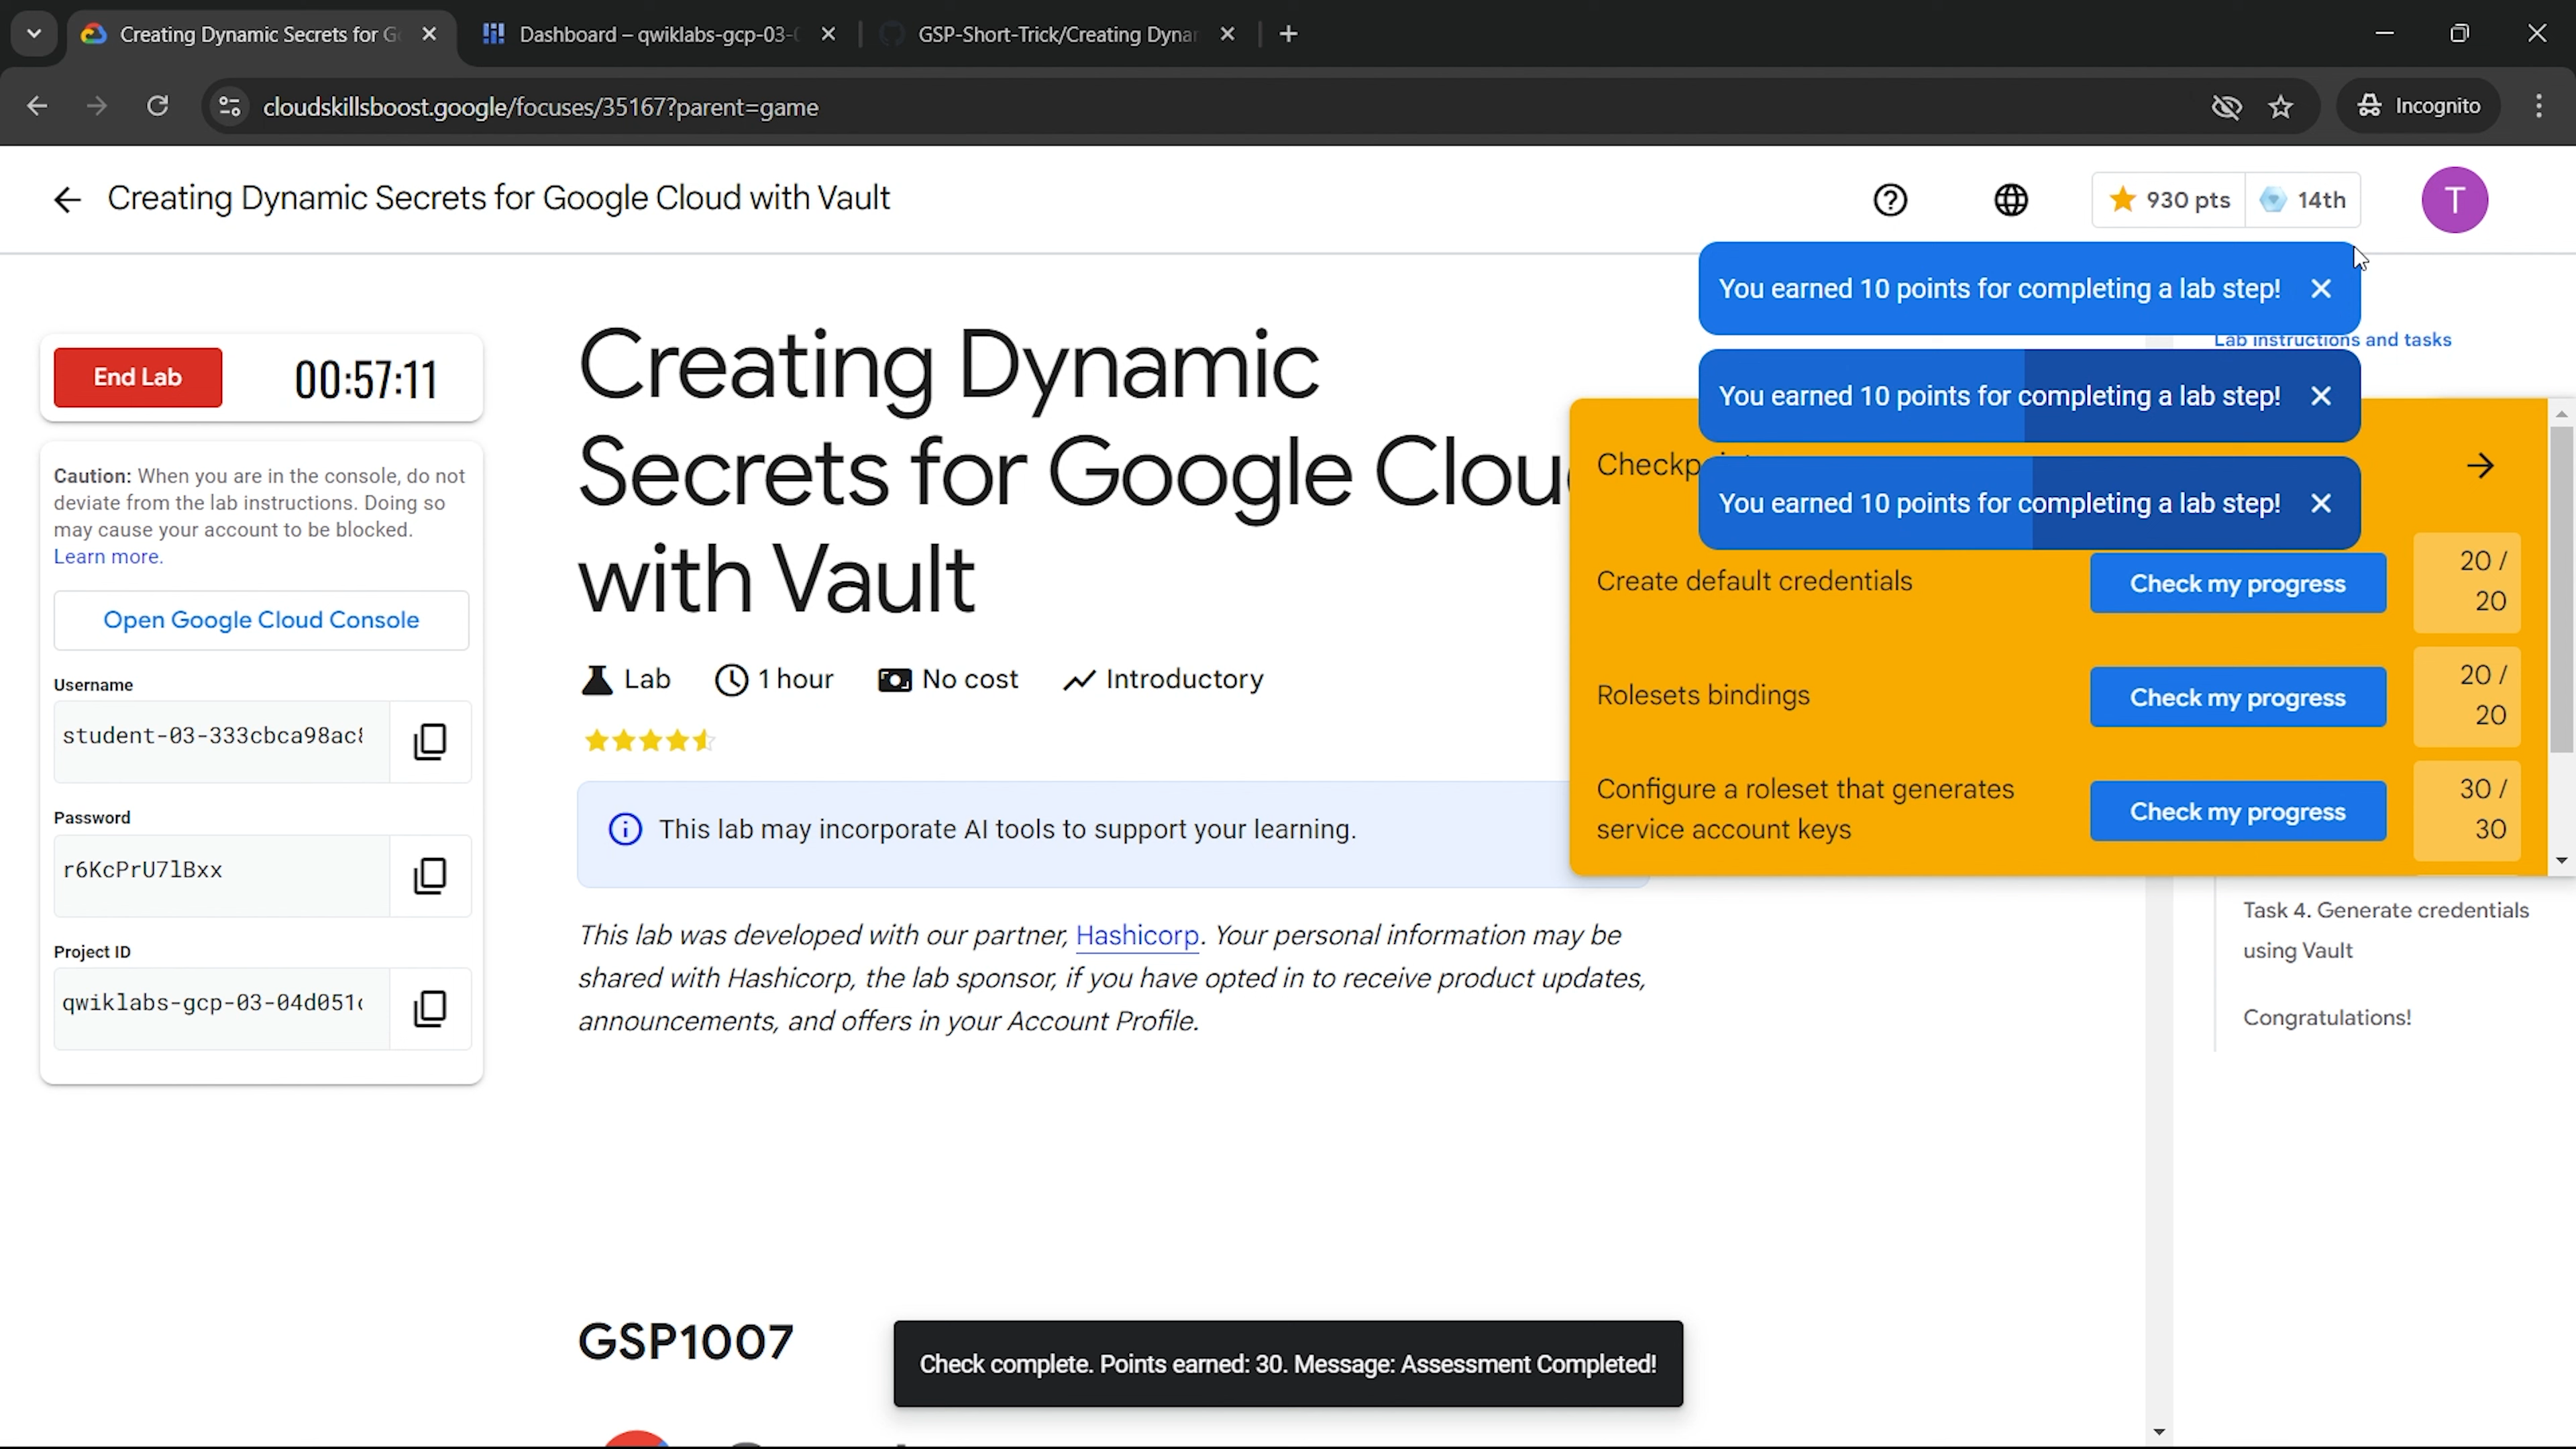 Creating Dynamic Secrets for G
Dashboard – qwiklabs-gcp-03-
GSP-Short-Trick/Creating Dyna
cloudskillsboost.google/focuses/35167?parent=game
Incognito
Creating Dynamic Secrets for Google Cloud with Vault
930 pts
14th
T
You earned 10 points for completing a lab step!
Lab instructions and tasks
You earned 10 points for completing a lab step!
You earned 10 points for completing a lab step!
End Lab
00:57:11
Caution: When you are in the console, do not
deviate from the lab instructions. Doing so
may cause your account to be blocked.
Learn more.
Open Google Cloud Console
Username
student-03-333cbca98ac
Password
r6KcPrU7lBxx
Project ID
qwiklabs-gcp-03-04d051
Creating Dynamic
Secrets for Google Clou
with Vault
Lab
1 hour
No cost
Introductory
This lab may incorporate AI tools to support your learning.
This lab was developed with our partner, Hashicorp. Your personal information may be
shared with Hashicorp, the lab sponsor, if you have opted in to receive product updates,
announcements, and offers in your Account Profile.
GSP1007
Checkp
Create default credentials
Check my progress
20 /
20
Rolesets bindings
Check my progress
20 /
20
Configure a roleset that generates
service account keys
Check my progress
30 /
30
Task 4. Generate credentials
using Vault
Congratulations!
Check complete. Points earned: 30. Message: Assessment Completed!